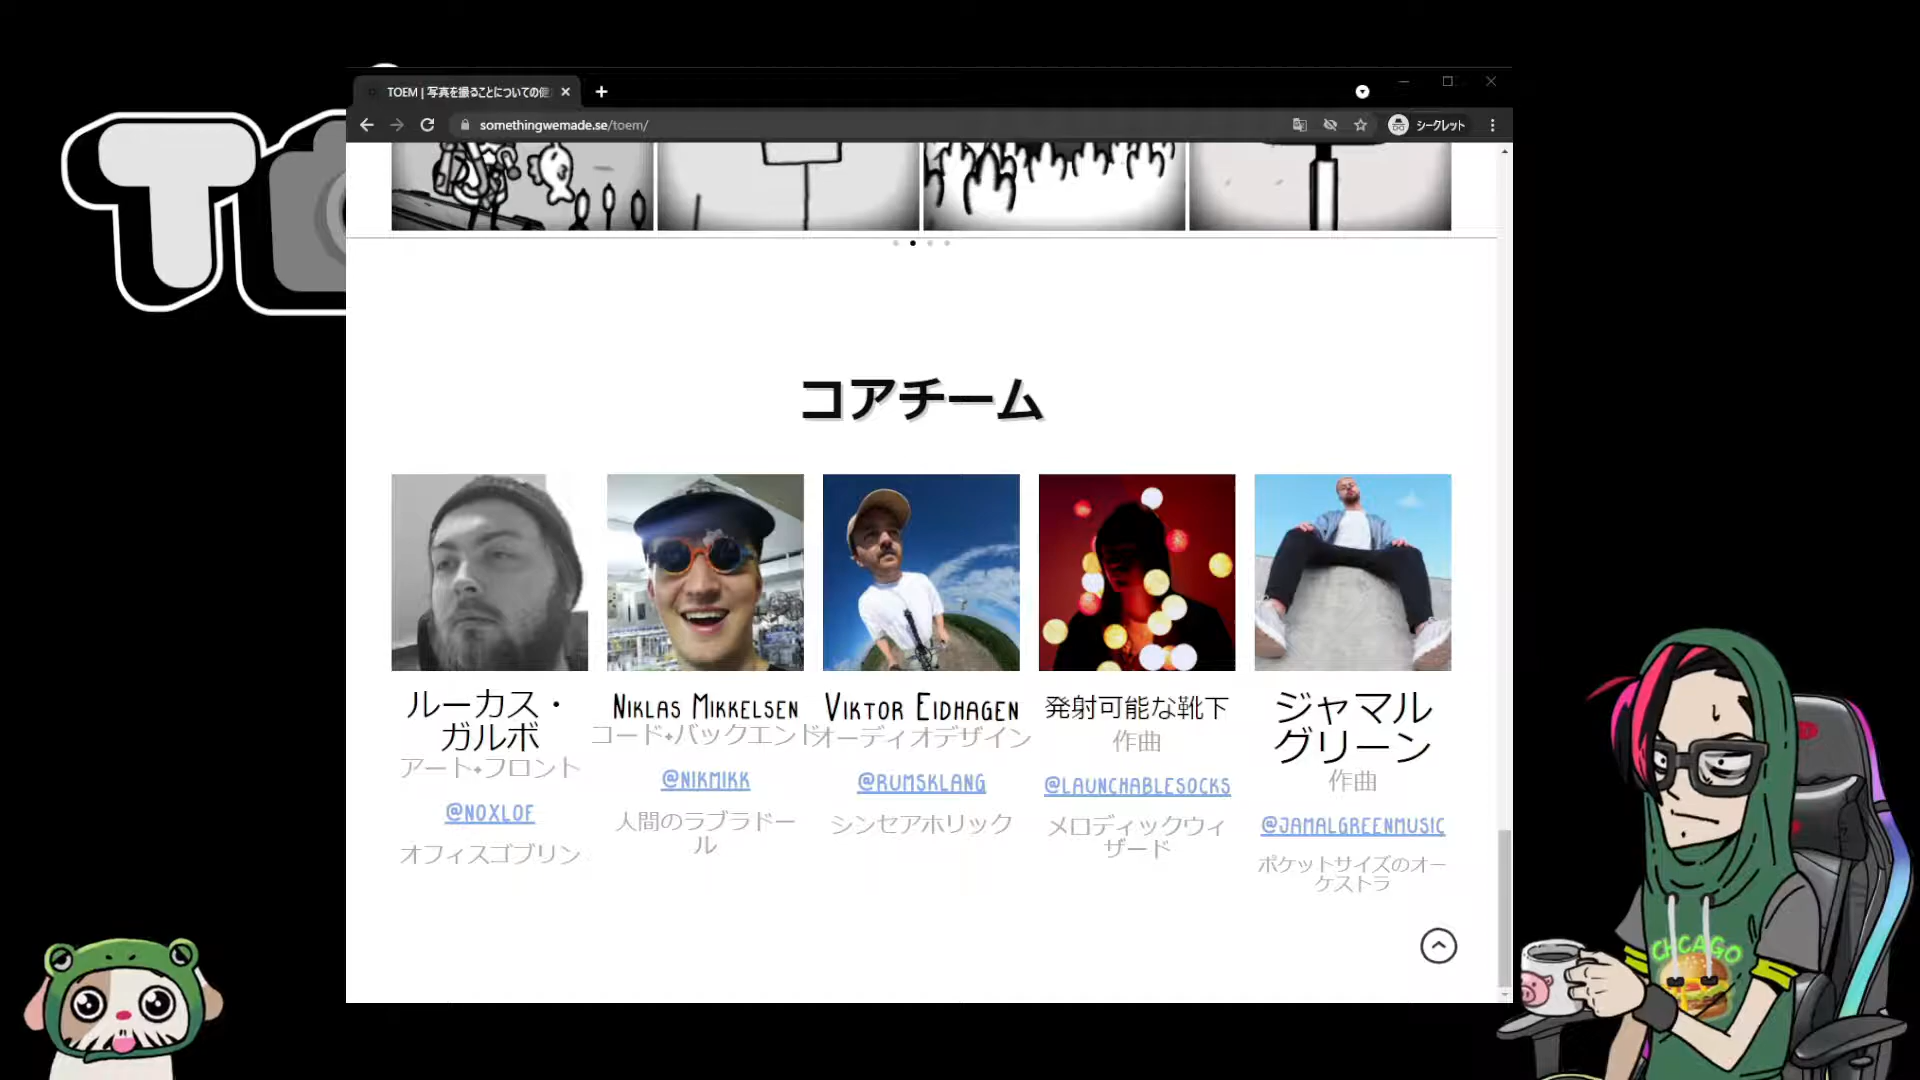 TOEM | 写真を撮ることについての
somethingwemade.se/toem/
シークレット
コアチーム
ルーカス・
ガルボ
アート✦フロント
@NOXLOF
オフィスゴブリン
NIKLAS MIKKELSEN
コード✦バックエンド
@NIKMIKK
人間のラブラドー
ル
VIKTOR EIDHAGEN
オーディオデザイン
@RUMSKLANG
シンセアホリック
発射可能な靴下
作曲
@LAUNCHABLESOCKS
メロディックウィ
ザード
ジャマル
グリーン
作曲
@JAMALGREENMUSIC
ポケットサイズのオー
ケストラ
CHCAGO